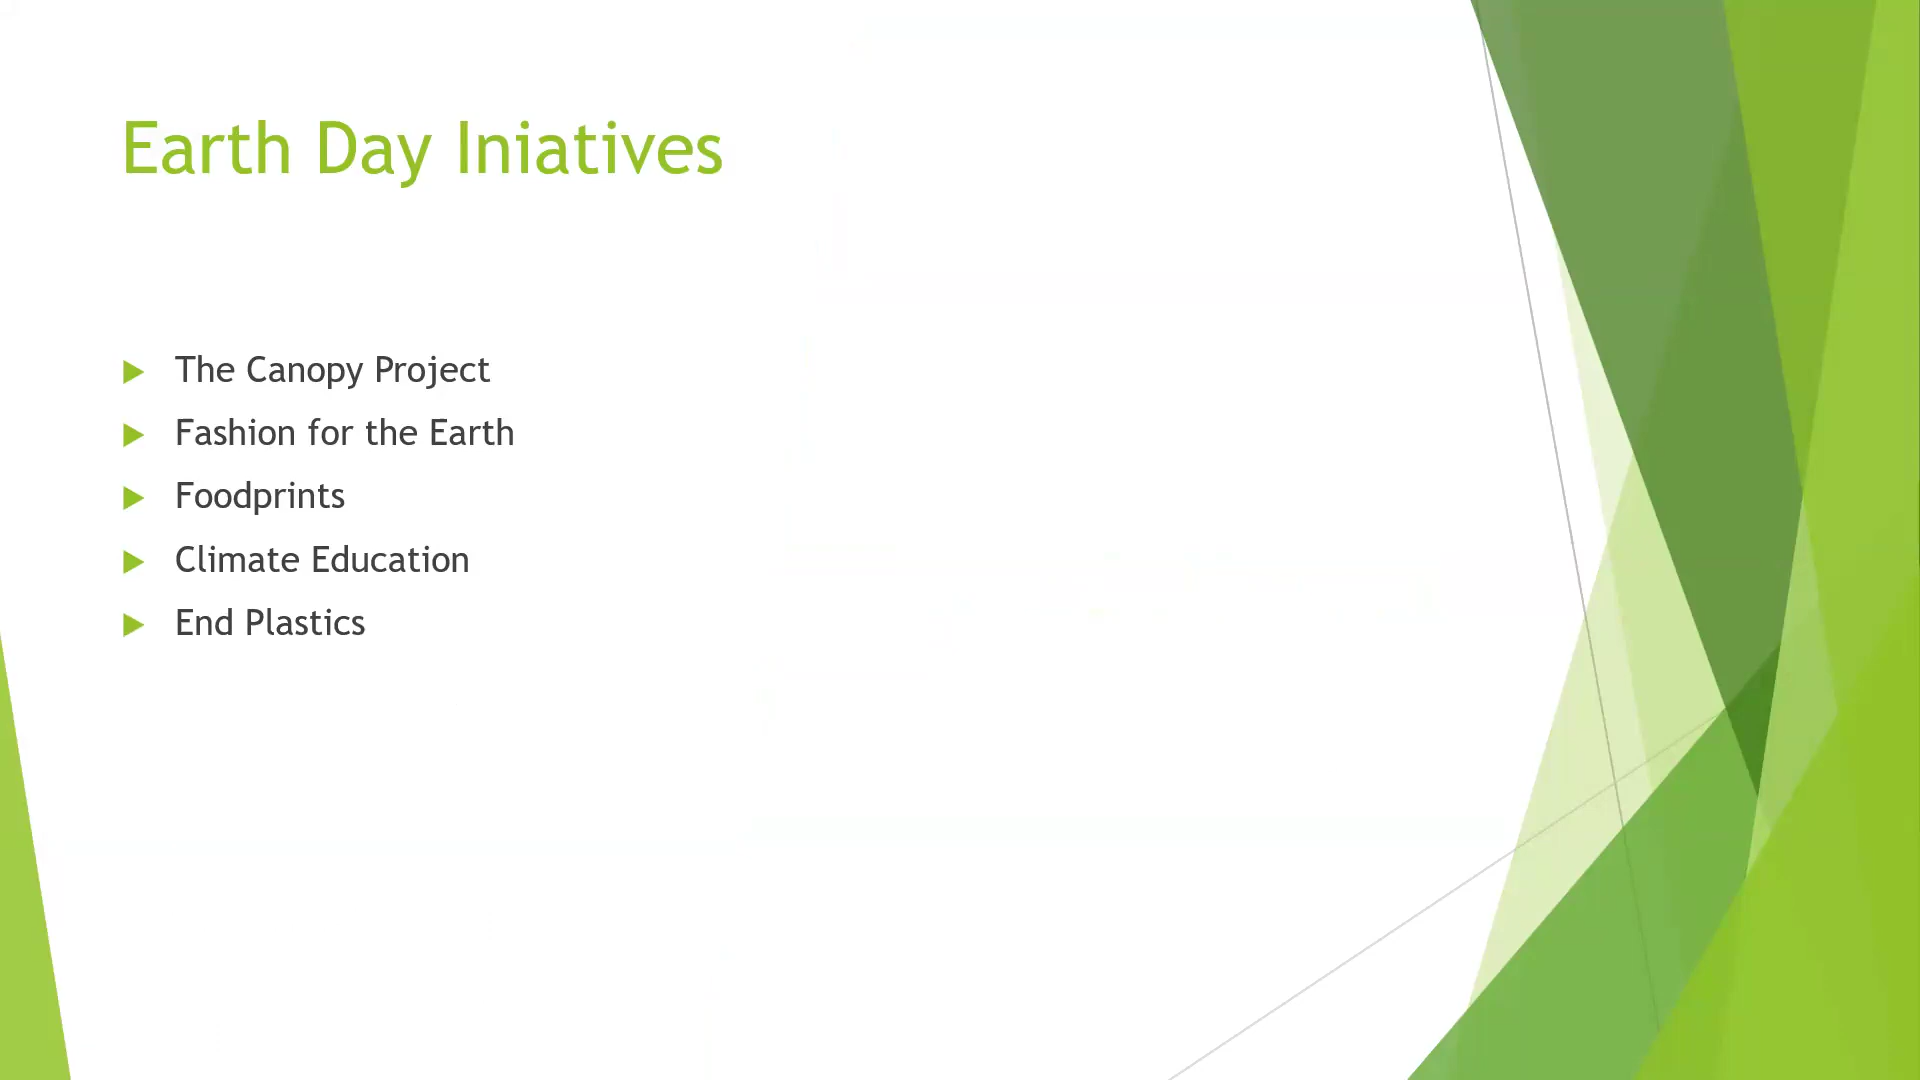 Earth Day Iniatives
The Canopy Project
Fashion for the Earth
Foodprints
Climate Education
End Plastics